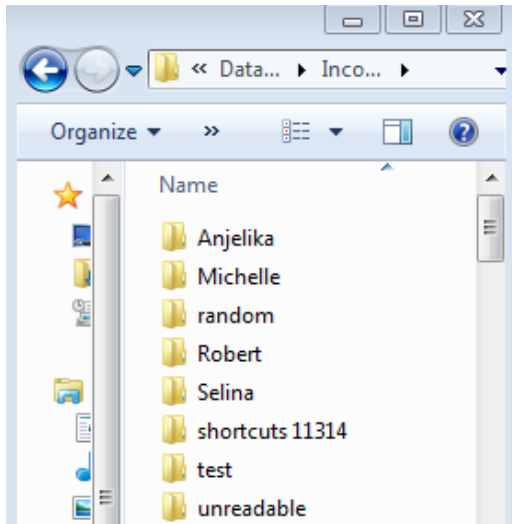 « Data... ▸ Inco... ▸
Organize ▾ »
Name
Anjelika
Michelle
random
Robert
Selina
shortcuts 11314
test
unreadable